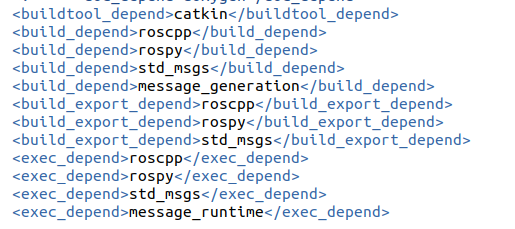 <buildtool_depend>catkin</buildtool_depend>
<build_depend>roscpp</build_depend>
<build_depend>rospy</build_depend>
<build_depend>std_msgs</build_depend>
<build_depend>message_generation</build_depend>
<build_export_depend>roscpp</build_export_depend>
<build_export_depend>rospy</build_export_depend>
<build_export_depend>std_msgs</build_export_depend>
<exec_depend>roscpp</exec_depend>
<exec_depend>rospy</exec_depend>
<exec_depend>std_msgs</exec_depend>
<exec_depend>message_runtime</exec_depend>